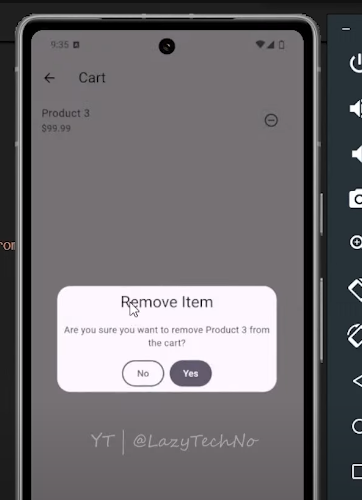 9:35
Cart
Product 3
$99.99
Remove Item
Are you sure you want to remove Product 3 from
the cart?
No
Yes
YT | @LazyTechNo